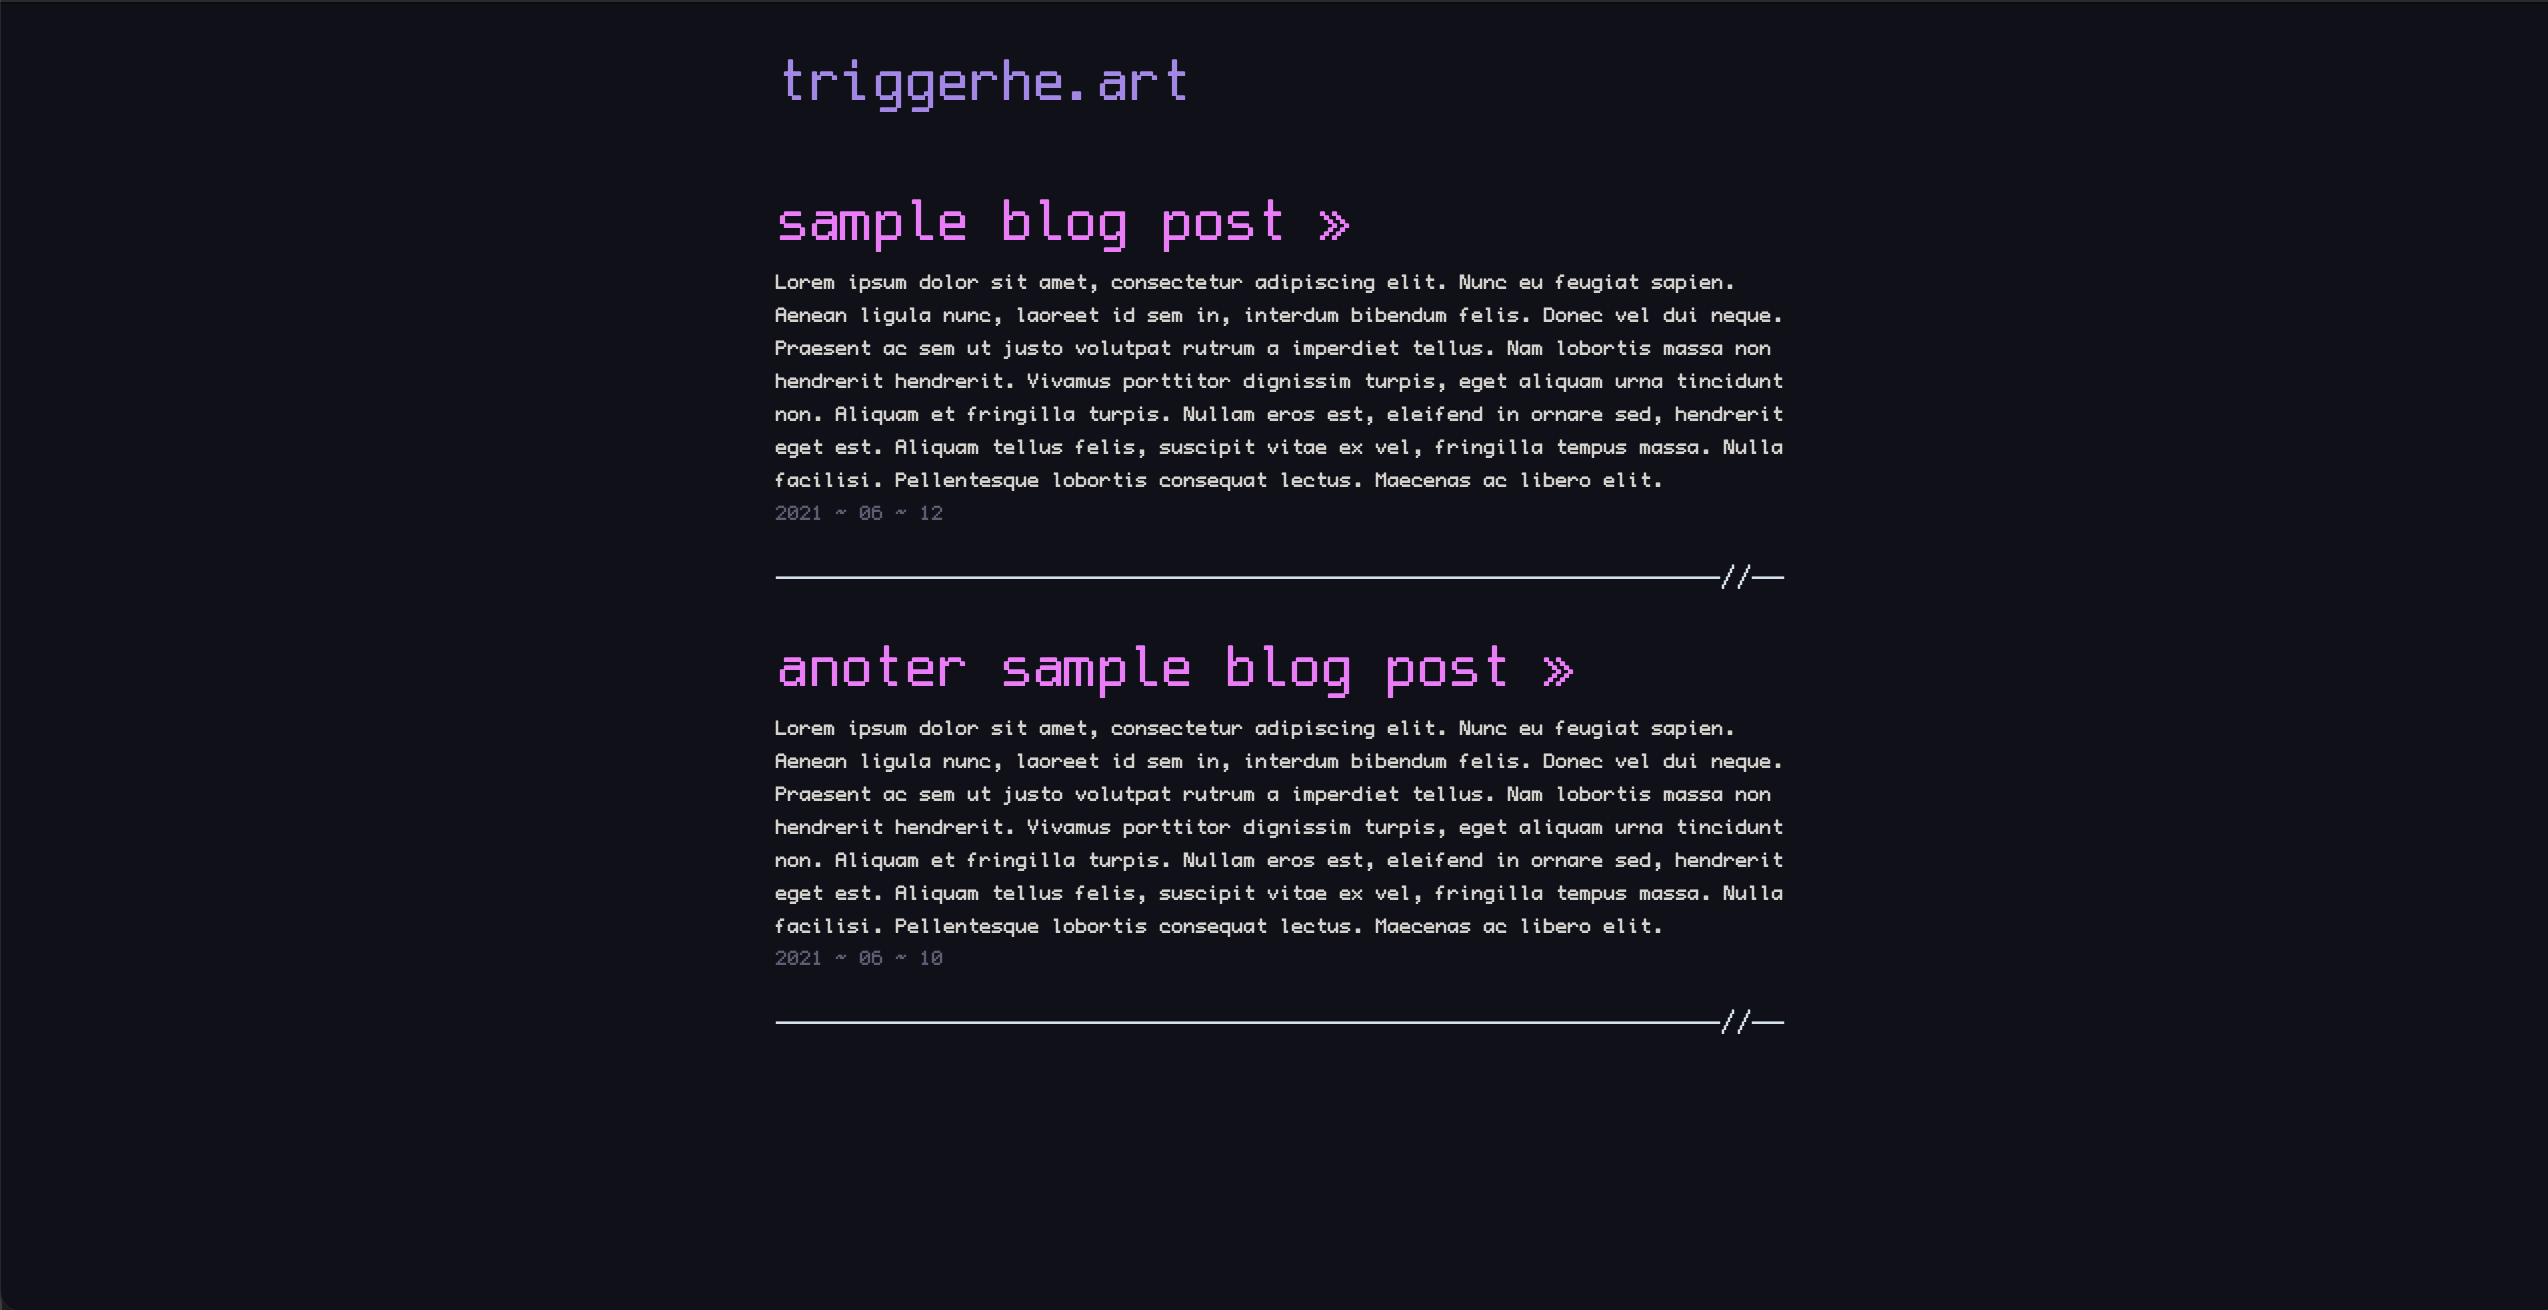 triggerhe.art
sample blog post »
Lorem ipsum dolor sit amet, consectetur adipiscing elit. Nunc eu feugiat sapien.
Aenean ligula nunc, laoreet id sem in, interdum bibendum felis. Donec vel dui neque.
Praesent ac sem ut justo volutpat rutrum a imperdiet tellus. Nam lobortis massa non
hendrerit hendrerit. Vivamus porttitor dignissim turpis, eget aliquam urna tincidunt
non. Aliquam et fringilla turpis. Nullam eros est, eleifend in ornare sed, hendrerit
eget est. Aliquam tellus felis, suscipit vitae ex vel, fringilla tempus massa. Nulla
facilisi. Pellentesque lobortis consequat lectus. Maecenas ac libero elit.
2021 ~ 06 ~ 12
//
anoter sample blog post »
Lorem ipsum dolor sit amet, consectetur adipiscing elit. Nunc eu feugiat sapien.
Aenean ligula nunc, laoreet id sem in, interdum bibendum felis. Donec vel dui neque.
Praesent ac sem ut justo volutpat rutrum a imperdiet tellus. Nam lobortis massa non
hendrerit hendrerit. Vivamus porttitor dignissim turpis, eget aliquam urna tincidunt
non. Aliquam et fringilla turpis. Nullam eros est, eleifend in ornare sed, hendrerit
eget est. Aliquam tellus felis, suscipit vitae ex vel, fringilla tempus massa. Nulla
facilisi. Pellentesque lobortis consequat lectus. Maecenas ac libero elit.
2021 ~ 06 ~ 10
//